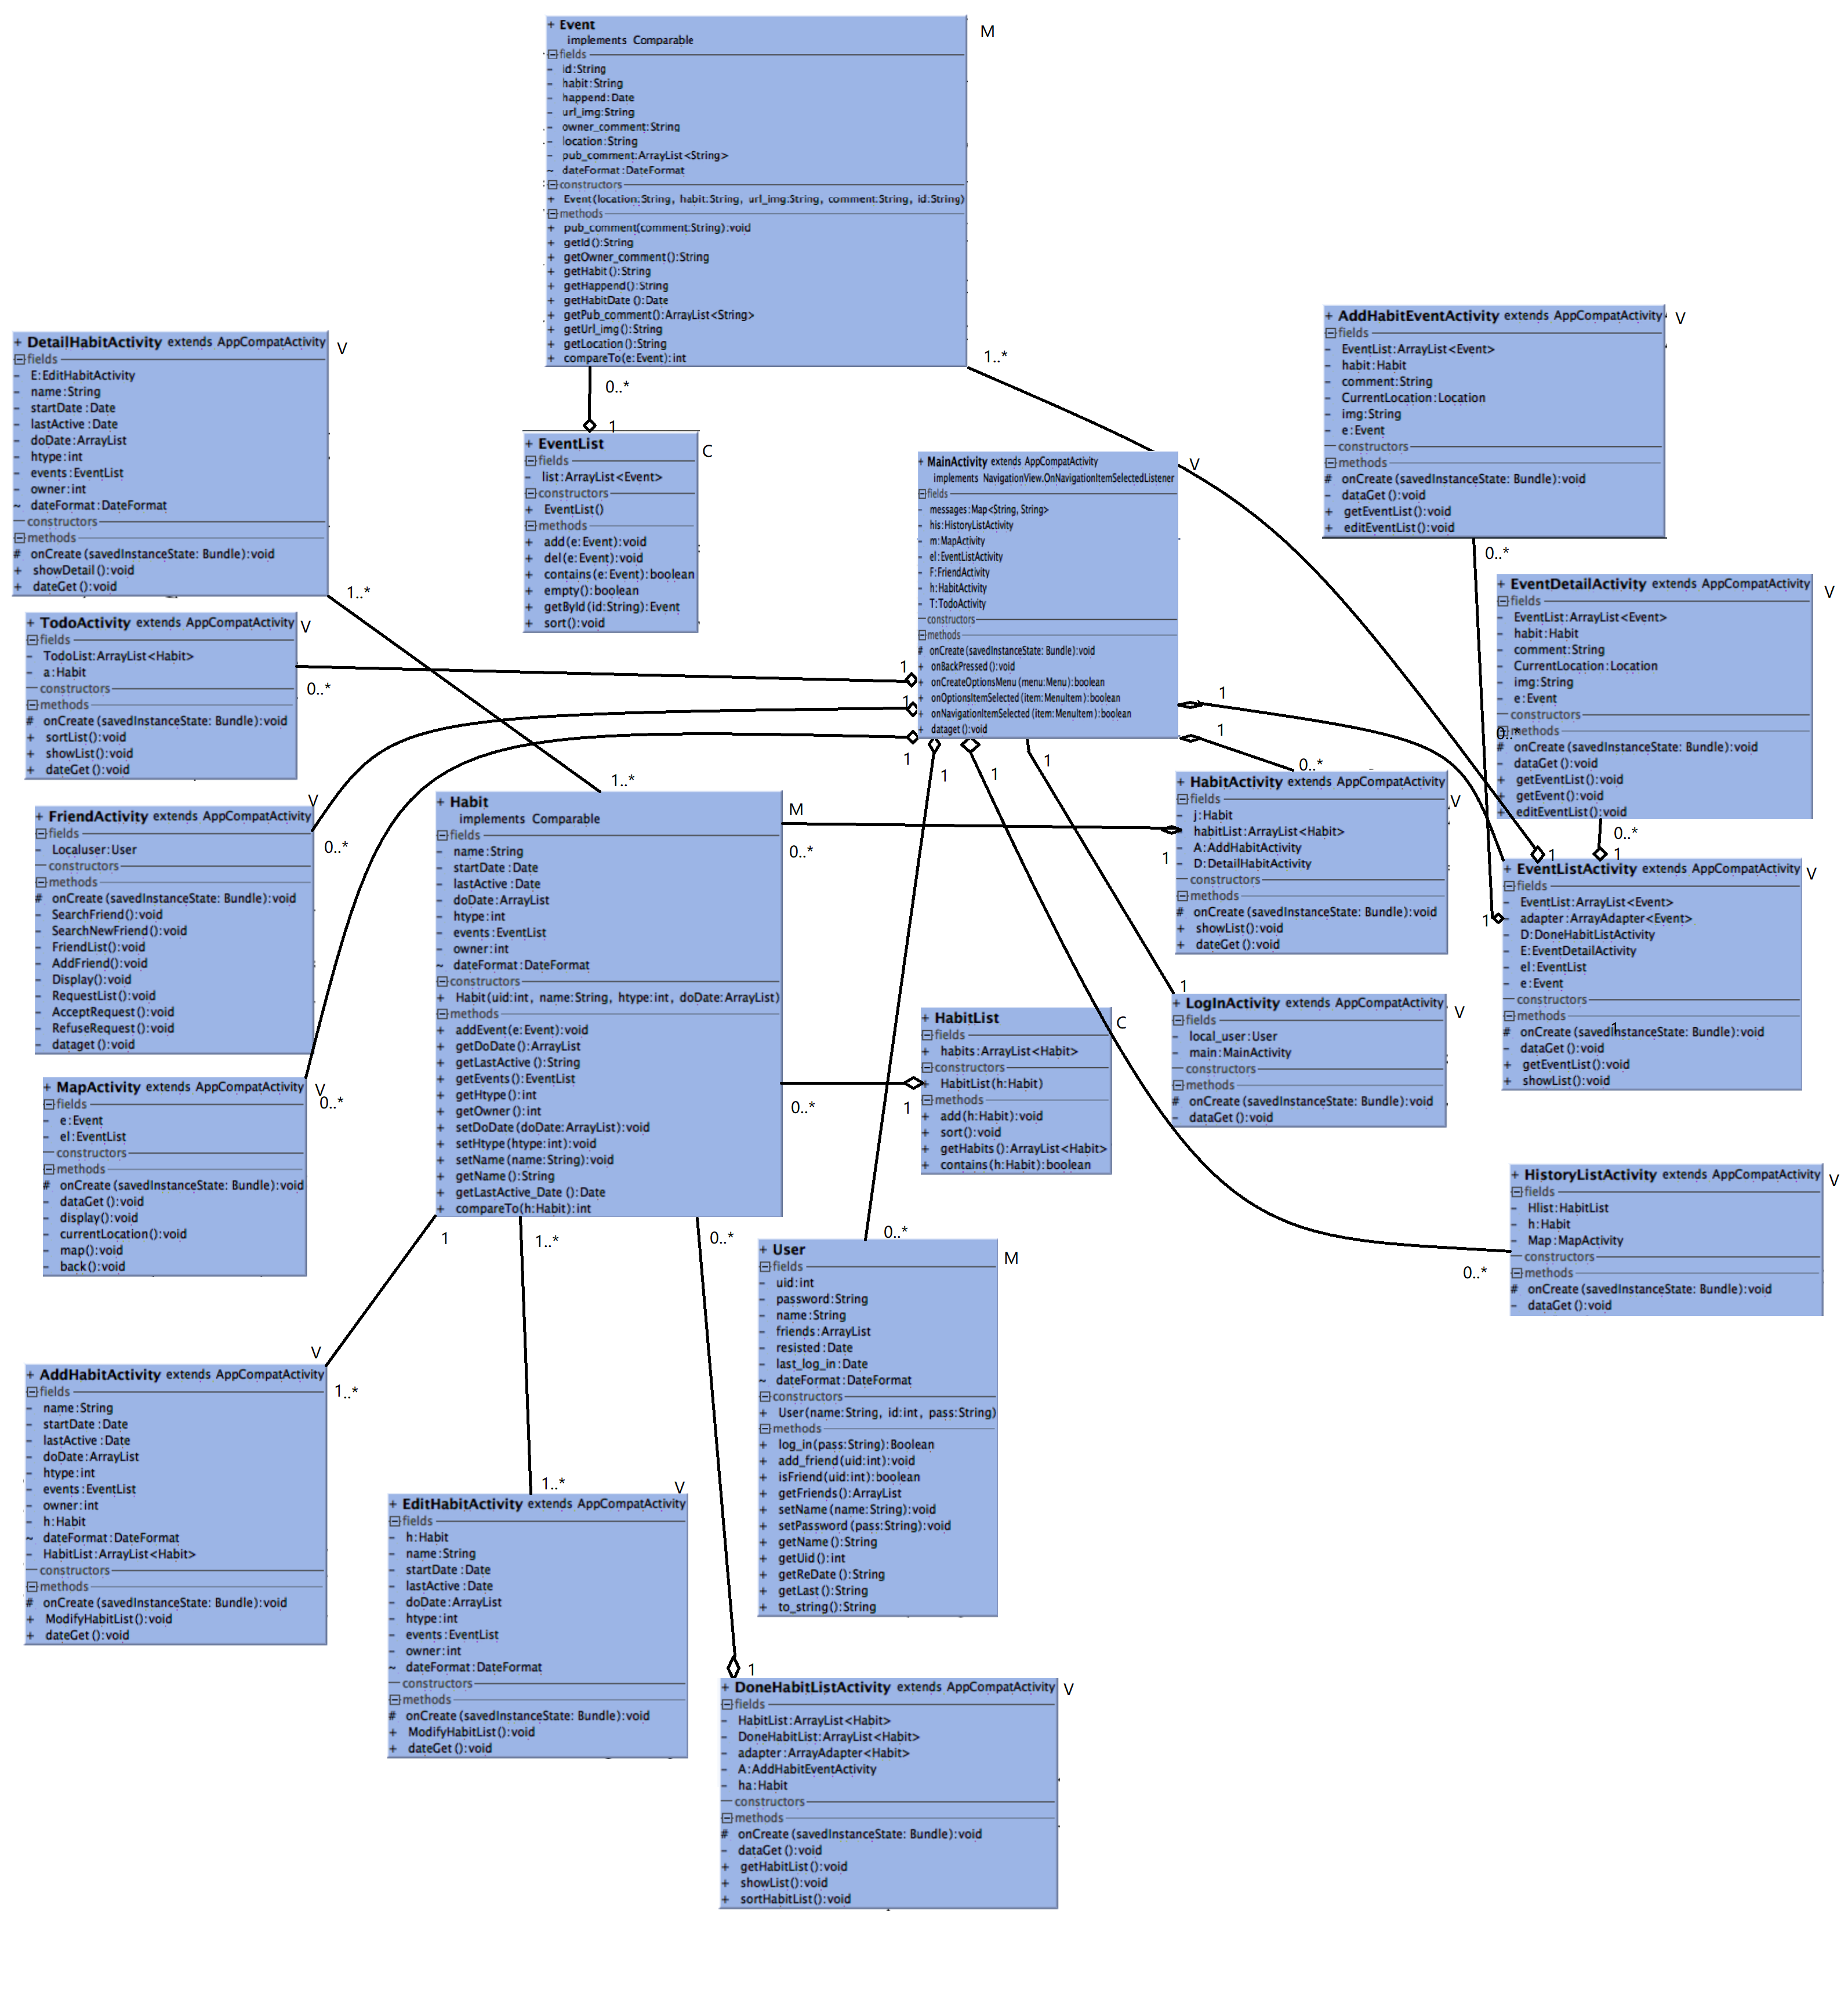 + Event
implements Comparable
fields
- id:String
- habit:String
- happend:Date
- url_img:String
- owner_comment:String
- location:String
- pub_comment:ArrayList<String>
~ dateFormat:DateFormat
constructors
+ Event(location:String, habit:String, url_img:String, comment:String, id:String)
methods
+ pub_comment(comment:String):void
+ getId():String
+ getOwner_comment():String
+ getHabit():String
+ getHappend():String
+ getHabitDate():Date
+ getPub_comment():ArrayList<String>
+ getUrl_img():String
+ getLocation():String
+ compareTo(e:Event):int
M
0..*
1
1..*
+ DetailHabitActivity extends AppCompatActivity
fields
- E:EditHabitActivity
- name:String
- startDate:Date
- lastActive:Date
- doDate:ArrayList
- htype:int
- events:EventList
- owner:int
~ dateFormat:DateFormat
constructors
methods
# onCreate(savedInstanceState: Bundle):void
+ showDetail():void
+ dateGet():void
V
1..*
+ EventList
fields
- list:ArrayList<Event>
constructors
+ EventList()
methods
+ add(e:Event):void
+ del(e:Event):void
+ contains(e:Event):boolean
+ empty():boolean
+ getById(id:String):Event
+ sort():void
C
+ MainActivity extends AppCompatActivity
implements NavigationView.OnNavigationItemSelectedListener
fields
- messages:Map<String, String>
- his:HistoryListActivity
- m:MapActivity
- el:EventListActivity
- F:FriendActivity
- h:HabitActivity
- T:TodoActivity
constructors
methods
# onCreate(savedInstanceState: Bundle):void
+ onBackPressed():void
+ onCreateOptionsMenu(menu:Menu):boolean
+ onOptionsItemSelected(item:MenuItem):boolean
+ onNavigationItemSelected(item:MenuItem):boolean
+ dataget():void
V
1
1
1
1
1
1
1
1
+ AddHabitEventActivity extends AppCompatActivity
fields
- EventList:ArrayList<Event>
- habit:Habit
- comment:String
- CurrentLocation:Location
- img:String
- e:Event
constructors
methods
# onCreate(savedInstanceState: Bundle):void
- dataGet():void
+ getEventList():void
+ editEventList():void
V
0..*
+ EventDetailActivity extends AppCompatActivity
fields
- EventList:ArrayList<Event>
- habit:Habit
- comment:String
- CurrentLocation:Location
- img:String
- e:Event
constructors
0..*
methods
# onCreate(savedInstanceState: Bundle):void
- dataGet():void
+ getEventList():void
+ getEvent():void
+ editEventList():void
V
0..*
1
1
+ TodoActivity extends AppCompatActivity
fields
- TodoList:ArrayList<Habit>
- a:Habit
constructors
methods
# onCreate(savedInstanceState: Bundle):void
+ sortList():void
+ showList():void
+ dateGet():void
V
0..*
+ FriendActivity extends AppCompatActivity
fields
- Localuser:User
constructors
methods
# onCreate(savedInstanceState: Bundle):void
- SearchFriend():void
- SearchNewFriend():void
- FriendList():void
- AddFriend():void
- Display():void
- RequestList():void
- AcceptRequest():void
- RefuseRequest():void
- dataget():void
V
0..*
+ MapActivity extends AppCompatActivity
fields
- e:Event
- el:EventList
constructors
methods
# onCreate(savedInstanceState: Bundle):void
- dataGet():void
- display():void
- currentLocation():void
- map():void
- back():void
V
0..*
1..*
+ Habit
implements Comparable
fields
- name:String
- startDate:Date
- lastActive:Date
- doDate:ArrayList
- htype:int
- events:EventList
- owner:int
~ dateFormat:DateFormat
constructors
+ Habit(uid:int, name:String, htype:int, doDate:ArrayList)
methods
+ addEvent(e:Event):void
+ getDoDate():ArrayList
+ getLastActive():String
+ getEvents():EventList
+ getHtype():int
+ getOwner():int
+ setDoDate(doDate:ArrayList):void
+ setHtype(htype:int):void
+ setName(name:String):void
+ getName():String
+ getLastActive_Date():Date
+ compareTo(h:Habit):int
M
0..*
0..*
1
1..*
0..*
0..*
+ HabitActivity extends AppCompatActivity
fields
- j:Habit
- habitList:ArrayList<Habit>
- A:AddHabitActivity
- D:DetailHabitActivity
constructors
methods
# onCreate(savedInstanceState: Bundle):void
+ showList():void
+ dateGet():void
V
1
+ EventListActivity extends AppCompatActivity
fields
- EventList:ArrayList<Event>
- adapter:ArrayAdapter<Event>
- D:DoneHabitListActivity
- E:EventDetailActivity
- el:EventList
- e:Event
constructors
methods
1
# onCreate(savedInstanceState: Bundle):void
- dataGet():void
+ getEventList():void
+ showList():void
V
1
1
+ LogInActivity extends AppCompatActivity
fields
- local_user:User
- main:MainActivity
constructors
methods
# onCreate(savedInstanceState: Bundle):void
- dataGet():void
V
+ HabitList
fields
+ habits:ArrayList<Habit>
constructors
+ HabitList(h:Habit)
methods
+ add(h:Habit):void
+ sort():void
+ getHabits():ArrayList<Habit>
+ contains(h:Habit):boolean
C
1
+ HistoryListActivity extends AppCompatActivity
fields
- Hlist:HabitList
- h:Habit
- Map:MapActivity
constructors
methods
# onCreate(savedInstanceState: Bundle):void
- dataGet():void
V
0..*
0..*
+ User
fields
- uid:int
- password:String
- name:String
- friends:ArrayList
- resisted:Date
- last_log_in:Date
~ dateFormat:DateFormat
constructors
+ User(name:String, id:int, pass:String)
methods
+ log_in(pass:String):Boolean
+ add_friend(uid:int):void
+ isFriend(uid:int):boolean
+ getFriends():ArrayList
+ setName(name:String):void
+ setPassword(pass:String):void
+ getName():String
+ getUid():int
+ getReDate():String
+ getLast():String
+ to_string():String
M
+ AddHabitActivity extends AppCompatActivity
fields
- name:String
- startDate:Date
- lastActive:Date
- doDate:ArrayList
- htype:int
- events:EventList
- owner:int
- h:Habit
~ dateFormat:DateFormat
- HabitList:ArrayList<Habit>
constructors
methods
# onCreate(savedInstanceState: Bundle):void
+ ModifyHabitList():void
+ dateGet():void
V
1..*
1..*
+ EditHabitActivity extends AppCompatActivity
fields
- h:Habit
- name:String
- startDate:Date
- lastActive:Date
- doDate:ArrayList
- htype:int
- events:EventList
- owner:int
~ dateFormat:DateFormat
constructors
methods
# onCreate(savedInstanceState: Bundle):void
+ ModifyHabitList():void
+ dateGet():void
V
1
+ DoneHabitListActivity extends AppCompatActivity
fields
- HabitList:ArrayList<Habit>
- DoneHabitList:ArrayList<Habit>
- adapter:ArrayAdapter<Habit>
- A:AddHabitEventActivity
- ha:Habit
constructors
methods
# onCreate(savedInstanceState: Bundle):void
- dataGet():void
+ getHabitList():void
+ showList():void
+ sortHabitList():void
V